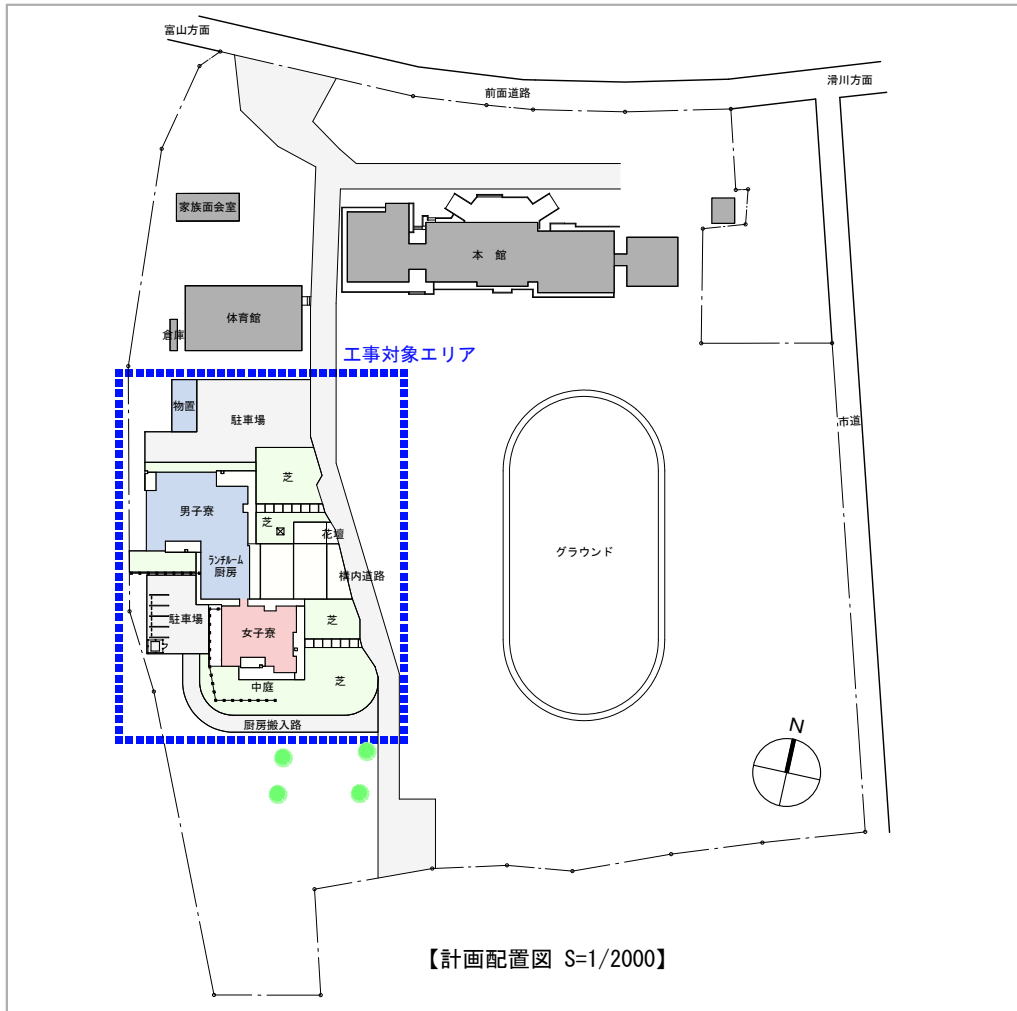 富山方面
滑川方面
前面道路
家族面会室
本 館
体育館
倉庫
工事対象エリア
物置
駐車場
市道
芝
男子寮
芝
花壇
ランチルーム
厨房
グラウンド
構内道路
駐車場
芝
女子寮
中庭
芝
厨房搬入路
N
【計画配置図 S=1/2000】